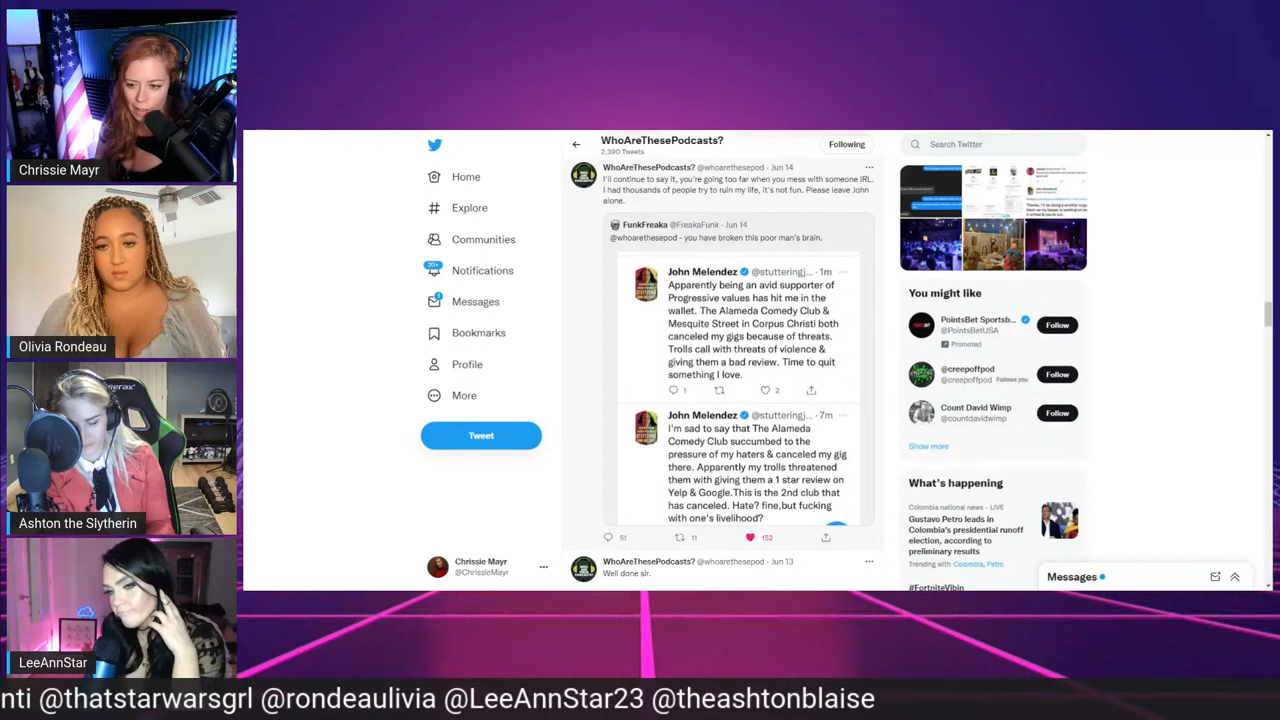 Chrissie Mayr
Olivia Rondeau
Ashton the Slytherin
LeeAnnStar
Home
Explore
Communities
20+
Notifications
Messages
Bookmarks
Profile
More
Tweet
Chrissie Mayr
@ChrissieMayr
WhoAreThesePodcasts?
2,390 Tweets
Following
WhoAreThesePodcasts? @whoarethesepod · Jun 14
I'll continue to say it, you're going too far when you mess with someone IRL.
I had thousands of people try to ruin my life, it's not fun. Please leave John
alone.
FunkFreaka @FreakaFunk · Jun 14
@whoarethesepod - you have broken this poor man's brain.
John Melendez @stutteringj... · 1m
Apparently being an avid supporter of
Progressive values has hit me in the
wallet. The Alameda Comedy Club &
Mesquite Street in Corpus Christi both
canceled my gigs because of threats.
Trolls call with threats of violence &
giving them a bad review. Time to quit
something I love.
1
2
John Melendez @stutteringj... · 7m
I'm sad to say that The Alameda
Comedy Club succumbed to the
pressure of my haters & canceled my gig
there. Apparently my trolls threatened
them with giving them a 1 star review on
Yelp & Google.This is the 2nd club that
has canceled. Hate? fine,but fucking
with one's livelihood?
51
11
152
WhoAreThesePodcasts? @whoarethesepod · Jun 13
Well done sir.
Search Twitter
You might like
PointsBet Sportsb...
@PointsBetUSA
Promoted
Follow
@creepoffpod
@creepoffpod Follows you
Follow
Count David Wimp
@countdavidwimp
Follow
Show more
What's happening
Colombia national news · LIVE
Gustavo Petro leads in
Colombia's presidential runoff
election, according to
preliminary results
Trending with Colombia, Petro
#FortniteVibin
Messages
nti @thatstarwarsgrl @rondeaulivia @LeeAnnStar23 @theashtonblaise